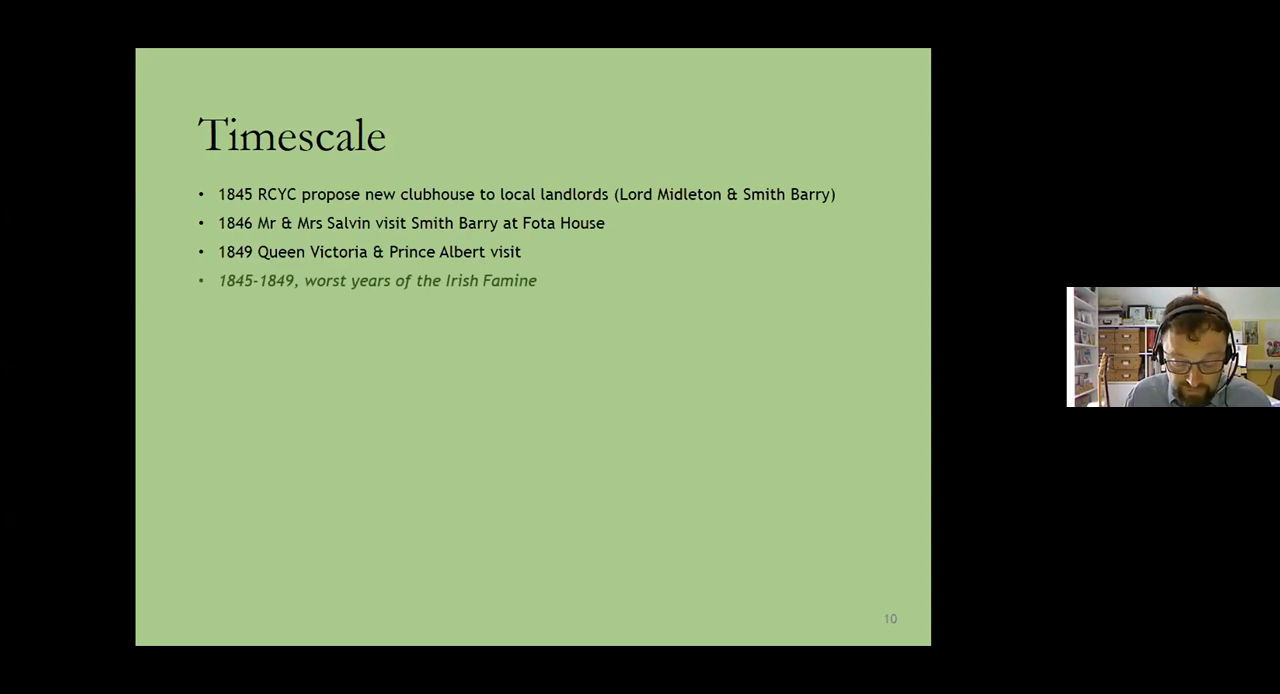 Timescale
• 1845 RCYC propose new clubhouse to local landlords (Lord Midleton & Smith Barry)
• 1846 Mr & Mrs Salvin visit Smith Barry at Fota House
• 1849 Queen Victoria & Prince Albert visit
• 1845-1849, worst years of the Irish Famine
10